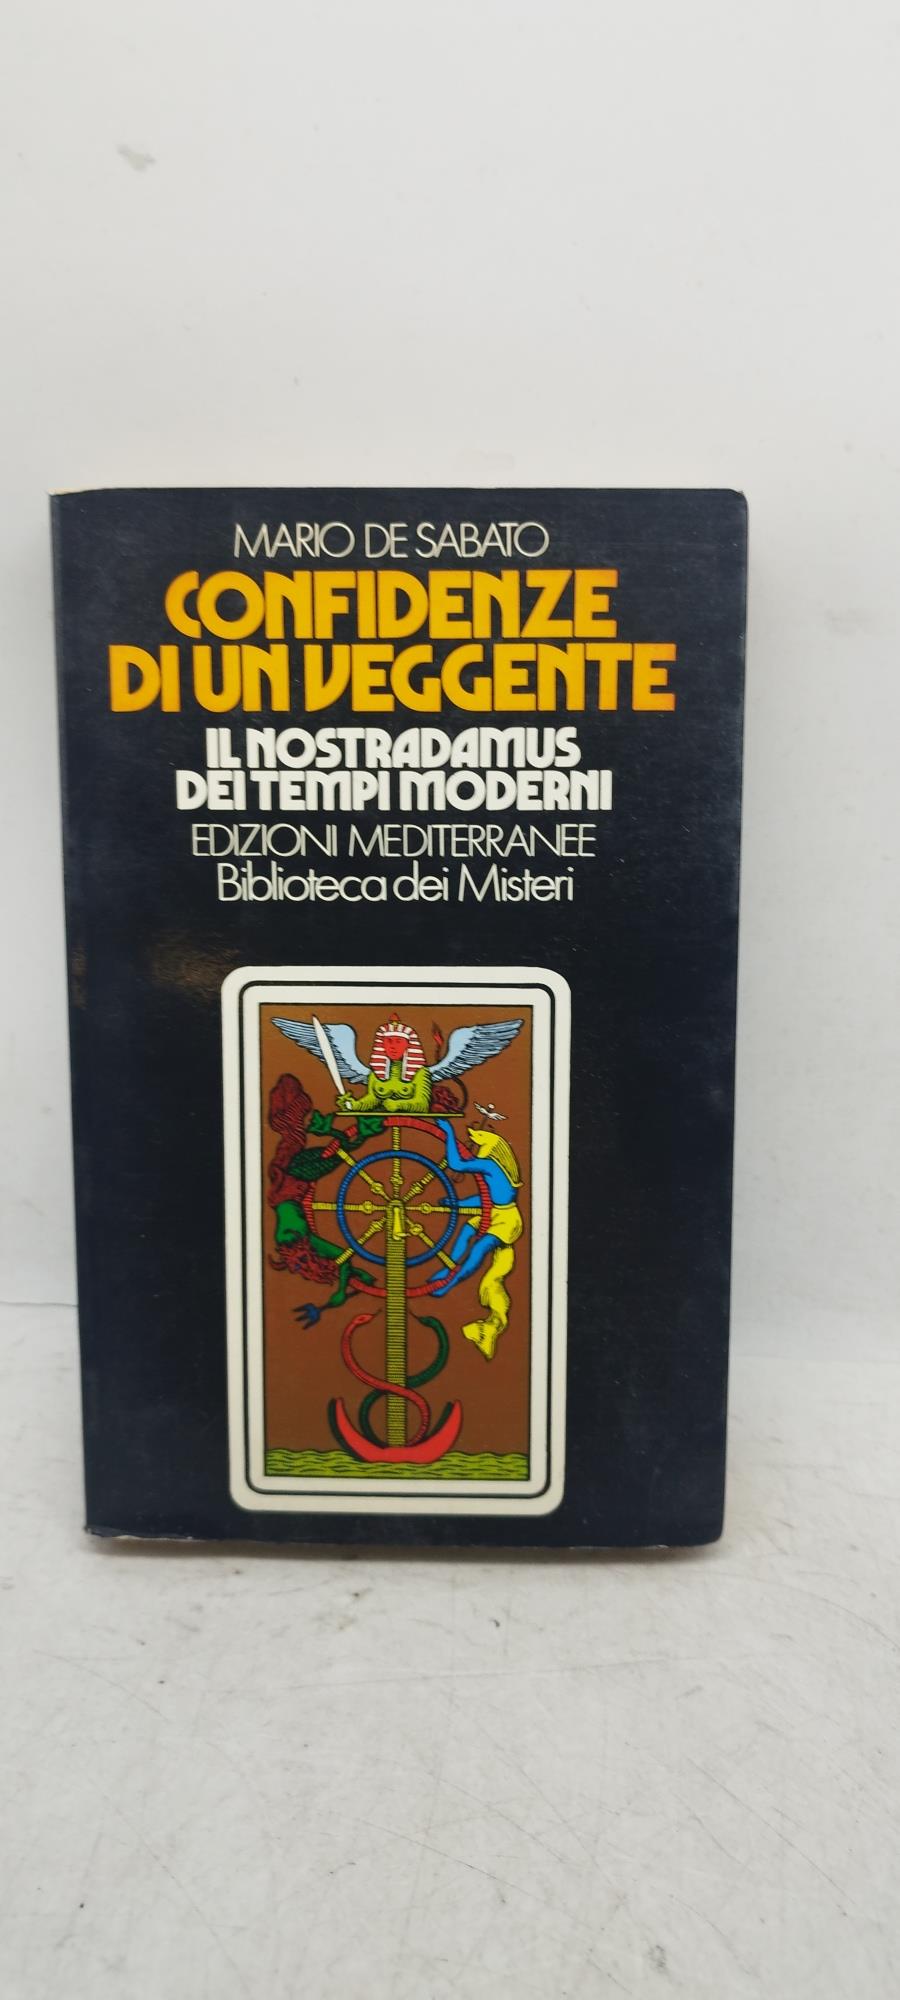 MARIO DE SABATO
CONFIDENZE
DI UN VEGGENTE
IL NOSTRADAMUS
DEI TEMPI MODERNI
EDIZIONI MEDITERRANEE
Biblioteca dei Misteri